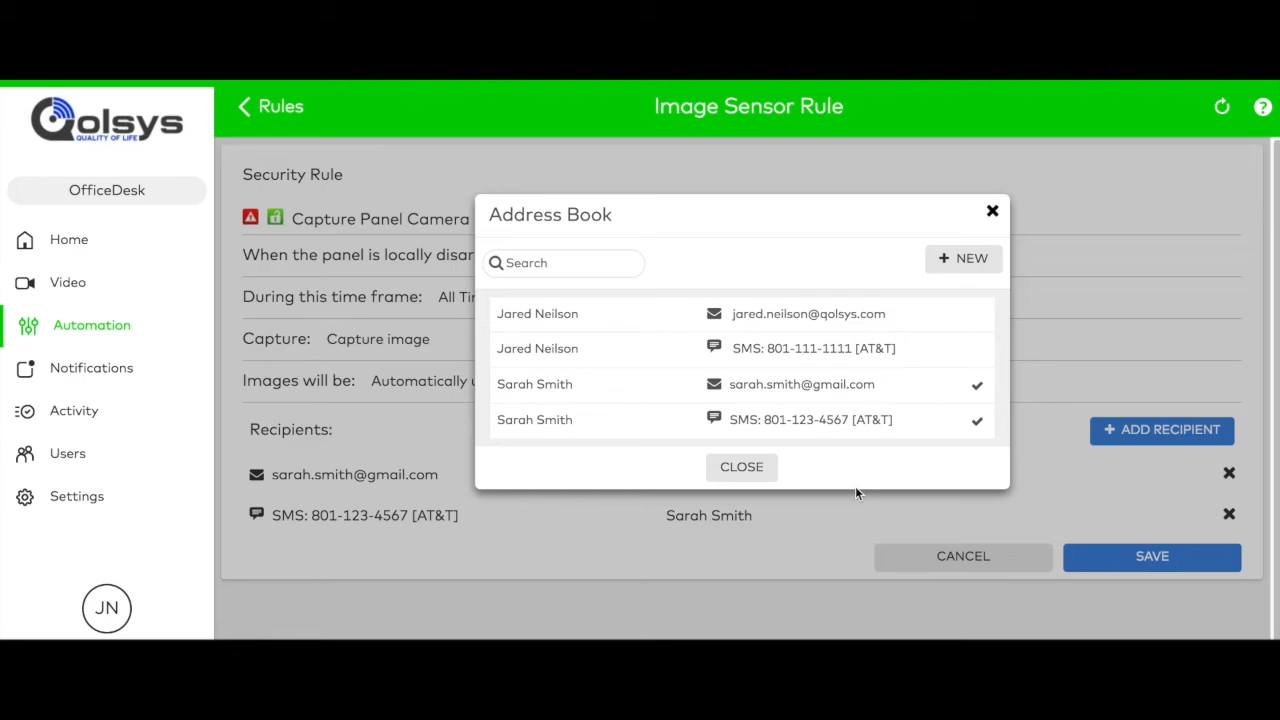 Qolsys
QUALITY OF LIFE
OfficeDesk
Home
Video
Automation
Notifications
Activity
Users
Settings
JN
Rules
Image Sensor Rule
?
Security Rule
Capture Panel Camera
When the panel is locally disar
During this time frame: All Ti
Capture: Capture image
Images will be: Automatically
Recipients:
+ ADD RECIPIENT
sarah.smith@gmail.com
SMS: 801-123-4567 [AT&T] Sarah Smith
CANCEL SAVE
Address Book
Search
+ NEW
Jared Neilson jared.neilson@qolsys.com
Jared Neilson SMS: 801-111-1111 [AT&T]
Sarah Smith sarah.smith@gmail.com
Sarah Smith SMS: 801-123-4567 [AT&T]
CLOSE